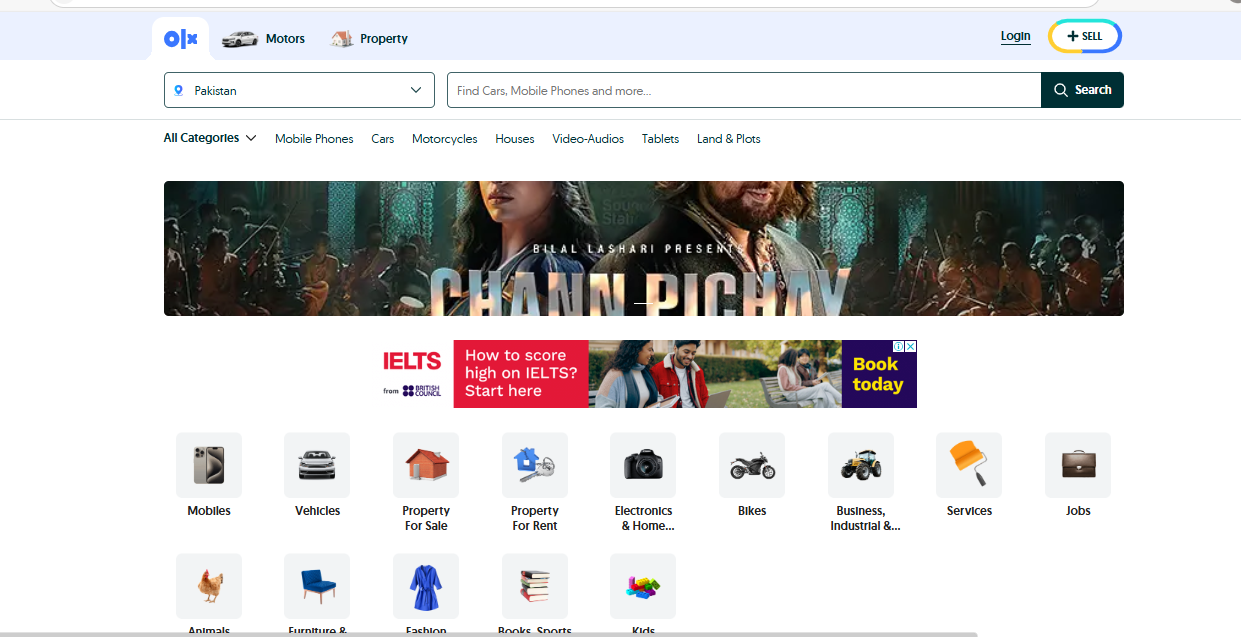 olx
Motors
Property
Login
+ SELL
Pakistan
Find Cars, Mobile Phones and more...
Search
All Categories
Mobile Phones
Cars
Motorcycles
Houses
Video-Audios
Tablets
Land & Plots
Sound
BILAL LASHARI PRESENTS
CHANN PICHAY
IELTS
from BRITISH
COUNCIL
How to score
high on IELTS?
Start here
Book
today
Mobiles
Vehicles
Property
For Sale
Property
For Rent
Electronics
& Home...
Bikes
Business,
Industrial &...
Services
Jobs
Animals
Furniture &
Fashion
Books, Sports
Kids